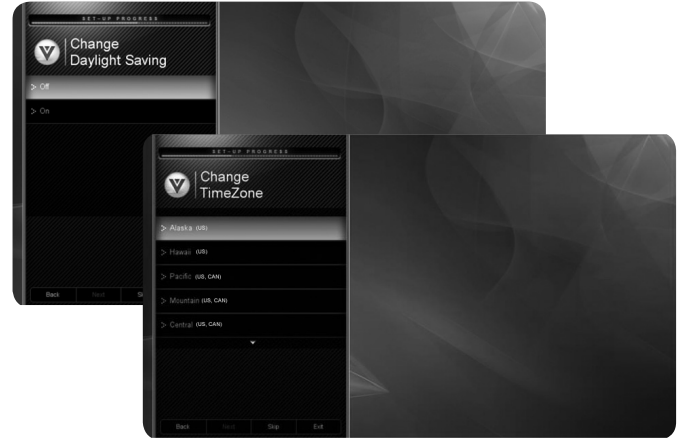 SET-UP PROGRESS
Change
Daylight Saving
> Off
> On
Back Next
SET-UP PROGRESS
Change
TimeZone
> Alaska (US)
> Hawaii (US)
> Pacific (US, CAN)
> Mountain (US, CAN)
> Central (US, CAN)
Back Next Skip Exit